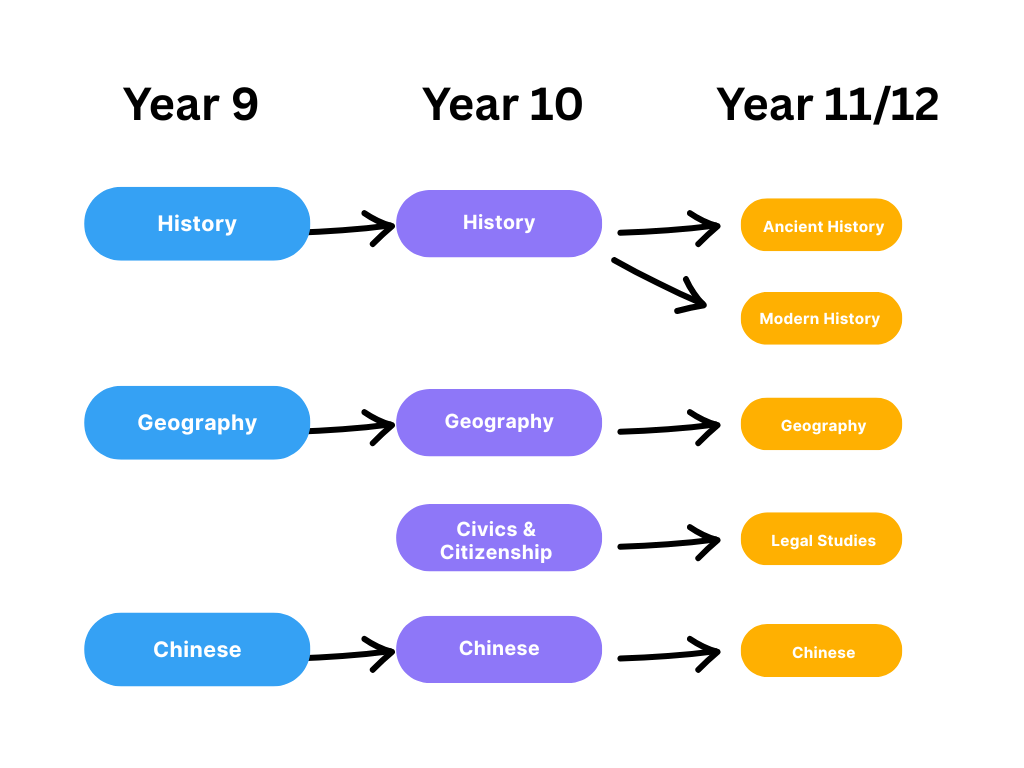 Year 9
Year 10
Year 11/12
History
History
Ancient History
Modern History
Geography
Geography
Geography
Civics &
Citizenship
Legal Studies
Chinese
Chinese
Chinese